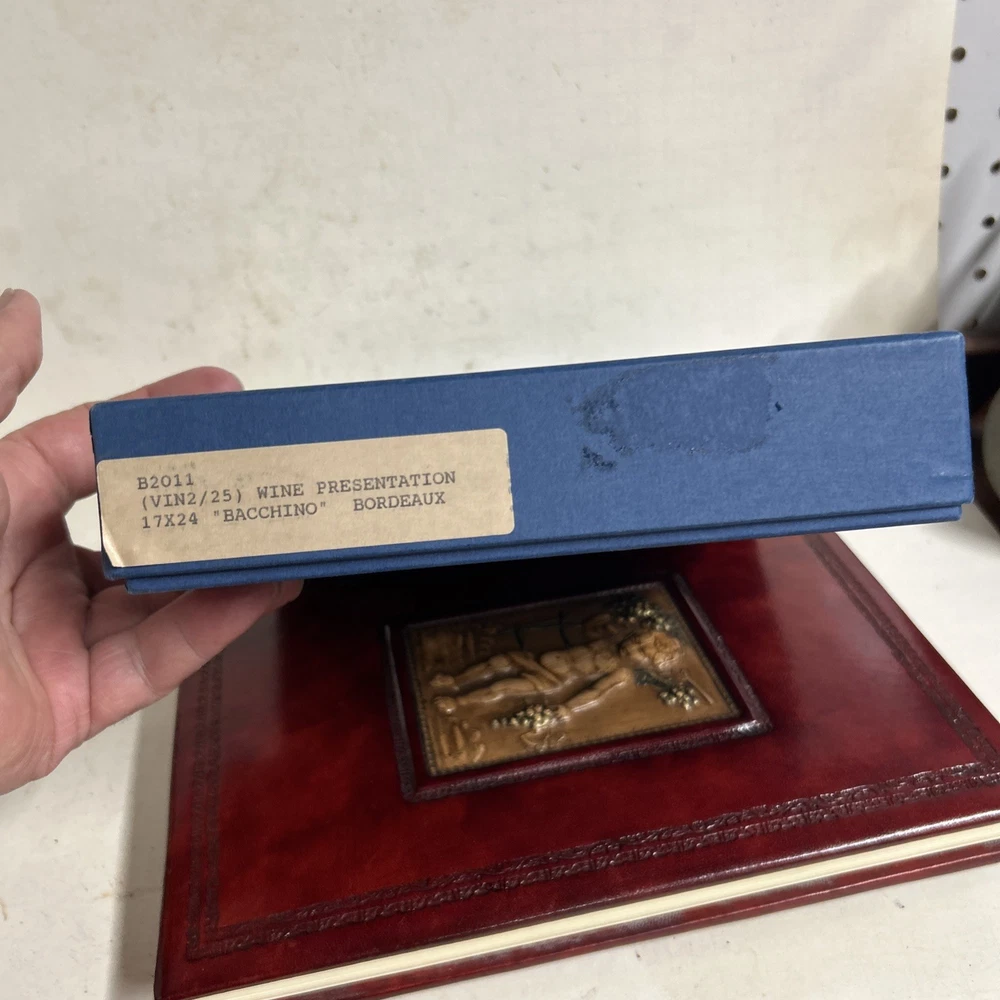 B2011
(VIN2/25) WINE PRESENTATION
17X24 "BACCHINO" BORDEAUX